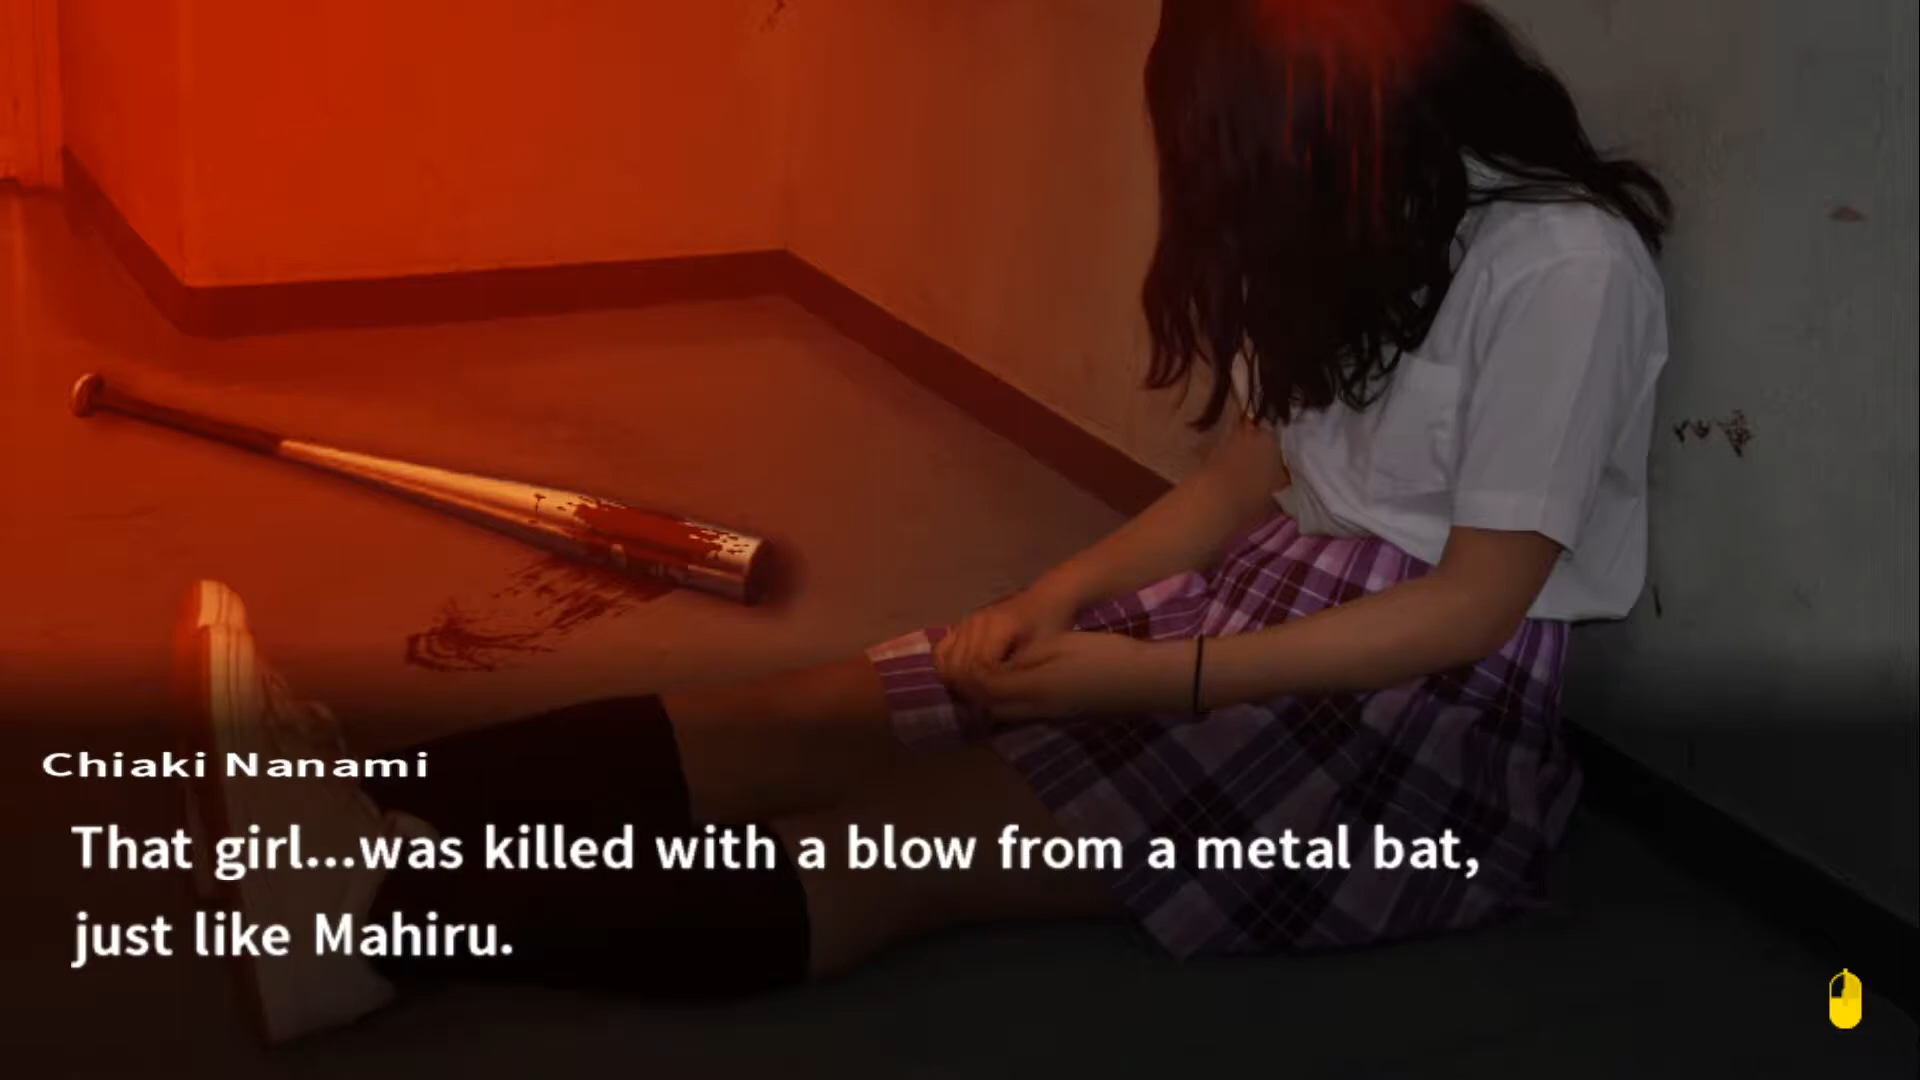 Chiaki Nanami
That girl...was killed with a blow from a metal bat,
just like Mahiru.